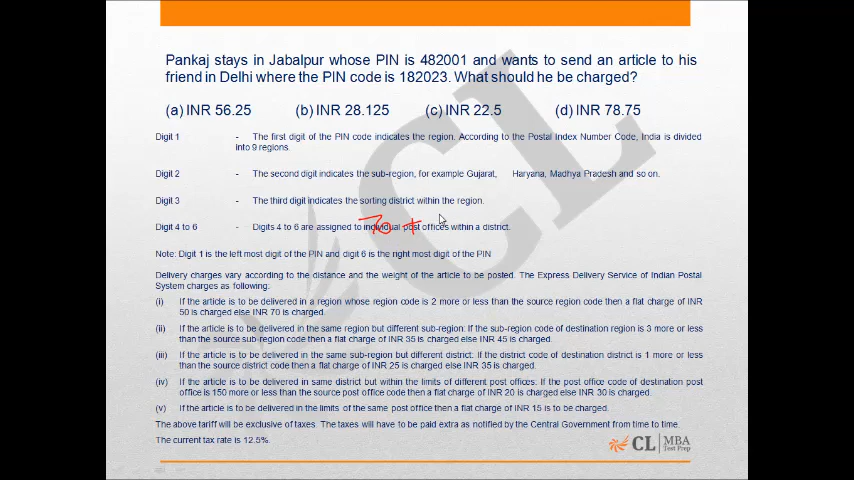 Pankaj stays in Jabalpur whose PIN is 482001 and wants to send an article to his
friend in Delhi where the PIN code is 182023. What should he be charged?
(a) INR 56.25 (b) INR 28.125 (c) INR 22.5 (d) INR 78.75
Digit 1 - The first digit of the PIN code indicates the region. According to the Postal Index Number Code, India is divided
into 9 regions.
Digit 2 - The second digit indicates the sub-region, for example Gujarat, Haryana, Madhya Pradesh and so on.
Digit 3 - The third digit indicates the sorting district within the region.
Digit 4 to 6 - Digits 4 to 6 are assigned to individual post offices within a district.
70 +
Note: Digit 1 is the left most digit of the PIN and digit 6 is the right most digit of the PIN
Delivery charges vary according to the distance and the weight of the article to be posted. The Express Delivery Service of Indian Postal
System charges as following:
(i) If the article is to be delivered in a region whose region code is 2 more or less than the source region code then a flat charge of INR
50 is charged else INR 70 is charged.
(ii) If the article is to be delivered in the same region but different sub-region: If the sub-region code of destination region is 3 more or less
than the source sub-region code then a flat charge of INR 35 is charged else INR 45 is charged.
(iii) If the article is to be delivered in the same sub-region but different district: If the district code of destination district is 1 more or less
than the source district code then a flat charge of INR 25 is charged else INR 35 is charged.
(iv) If the article is to be delivered in same district but within the limits of different post offices. If the post office code of destination post
office is 150 more or less than the source post office code then a flat charge of INR 20 is charged else INR 30 is charged.
(v) If the article is to be delivered in the limits of the same post office then a flat charge of INR 15 is to be charged.
The above tariff will be exclusive of taxes. The taxes will have to be paid extra as notified by the Central Government from time to time.
The current tax rate is 12.5%.
CL MBA
Test Prep